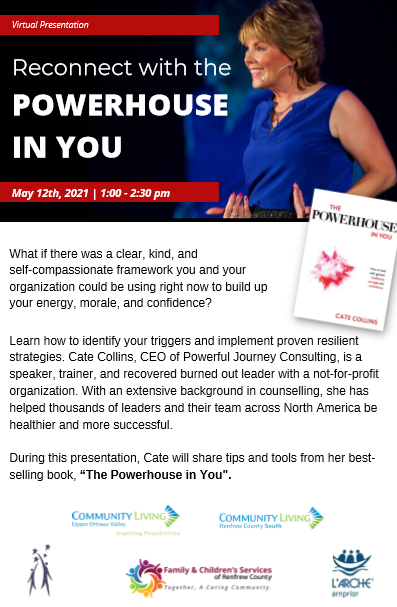 Virtual Presentation
Reconnect with the
POWERHOUSE
IN YOU
May 12th, 2021 | 1:00 - 2:30 pm
THE
POWERHOUSE
IN YOU
CATE COLLINS
What if there was a clear, kind, and
self-compassionate framework you and your
organization could be using right now to build up
your energy, morale, and confidence?
Learn how to identify your triggers and implement proven resilient
strategies. Cate Collins, CEO of Powerful Journey Consulting, is a
speaker, trainer, and recovered burned out leader with a not-for-profit
organization. With an extensive background in counselling, she has
helped thousands of leaders and their team across North America be
healthier and more successful.
During this presentation, Cate will share tips and tools from her best-
selling book, “The Powerhouse in You".
COMMUNITY LIVING
Upper Ottawa Valley
Inspiring Possibilities
COMMUNITY LIVING
Renfrew County South
Family & Children's Services
of Renfrew County
Together, A Caring Community.
L'ARCHE
arnprior